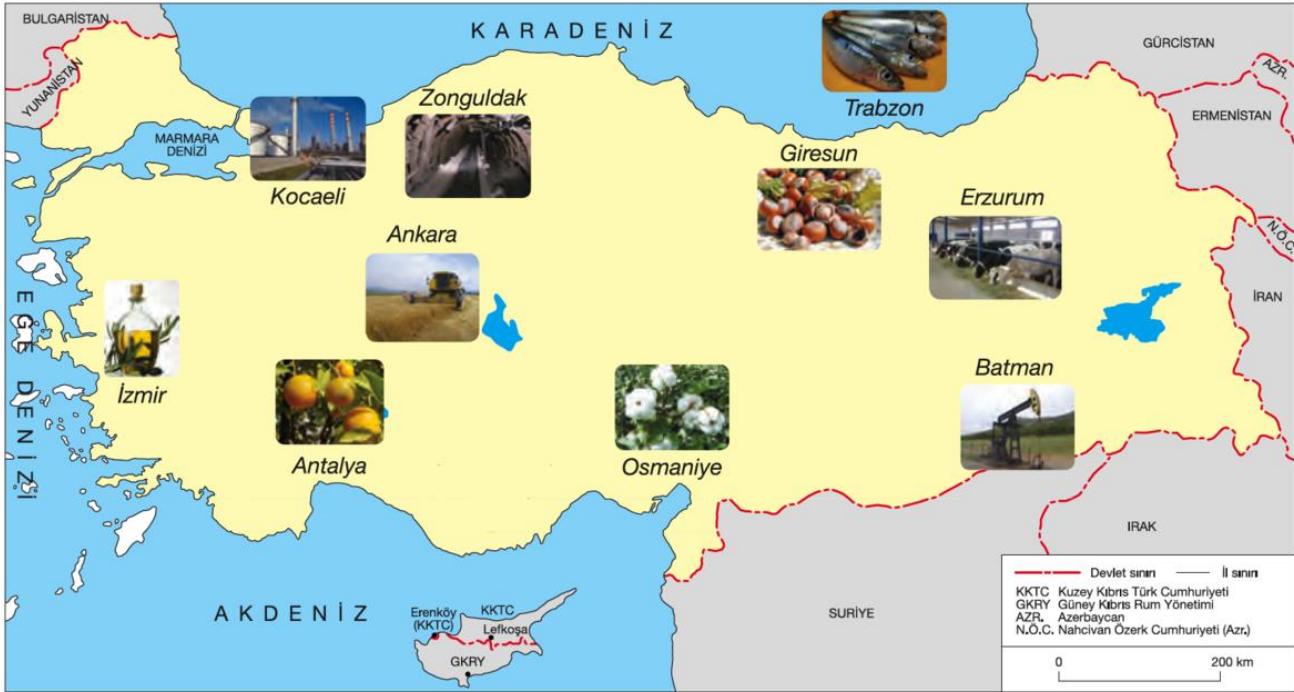 BULGARİSTAN
KARADENİZ
GÜRCİSTAN
YUNANİSTAN
AZR.
Zonguldak
Trabzon
ERMENİSTAN
MARMARA
DENİZİ
Kocaeli
Giresun
Erzurum
N.Ö.C.
Ankara
EGE DENİZİ
İRAN
İzmir
Batman
Antalya
Osmaniye
IRAK
AKDENİZ
Erenköy
(KKTC)
KKTC
Lefkoşa
GKRY
SURİYE
Devlet sınırı
İl sınırı
KKTC Kuzey Kıbrıs Türk Cumhuriyeti
GKRY Güney Kıbrıs Rum Yönetimi
AZR. Azerbaycan
N.Ö.C. Nahcivan Özerk Cumhuriyeti (Azr.)
0 200 km